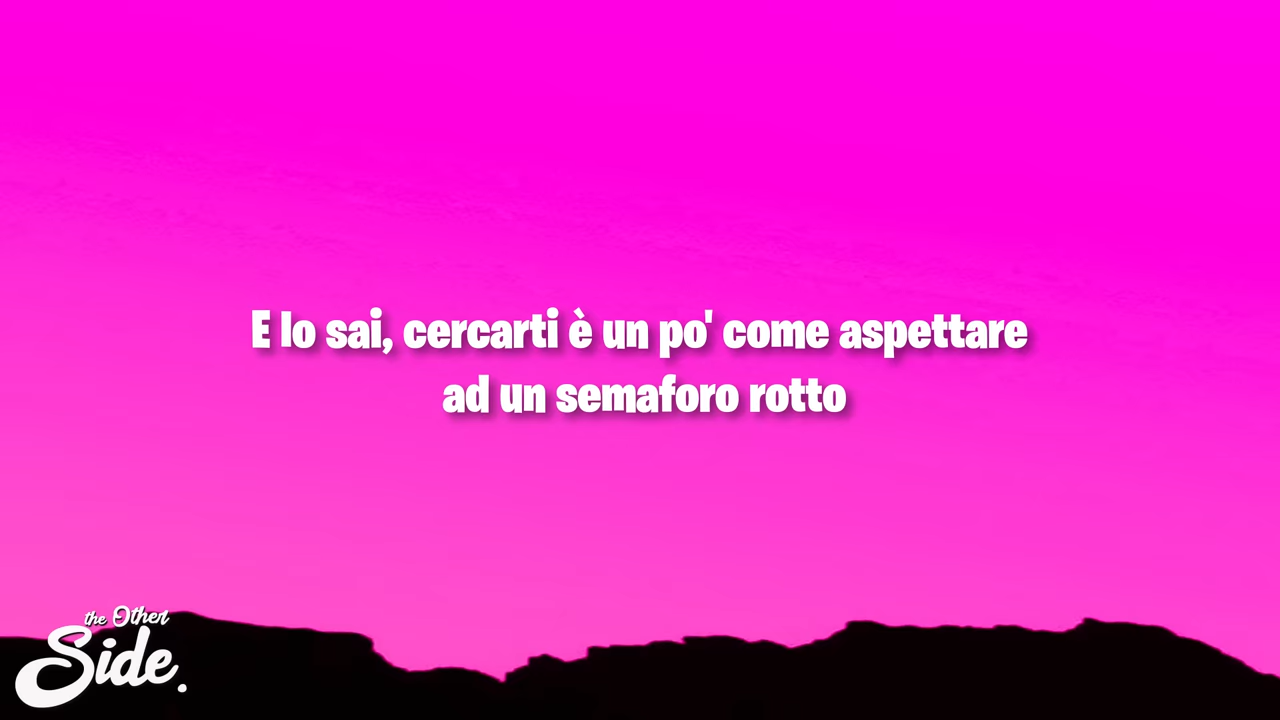 E lo sai, cercarti è un po' come aspettare
ad un semaforo rotto
the Other
Side.